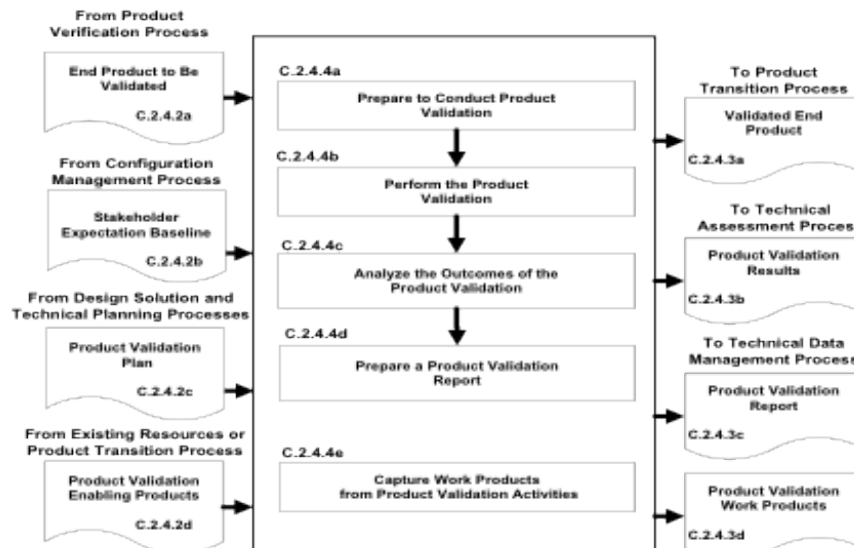 From Product
Verification Process
End Product to Be
Validated
C.2.4.2a
From Configuration
Management Process
Stakeholder
Expectation Baseline
C.2.4.2b
From Design Solution and
Technical Planning Processes
Product Validation
Plan
C.2.4.2c
From Existing Resources or
Product Transition Process
Product Validation
Enabling Products
C.2.4.2d
C.2.4.4a
Prepare to Conduct Product
Validation
C.2.4.4b
Perform the Product
Validation
C.2.4.4c
Analyze the Outcomes of the
Product Validation
C.2.4.4d
Prepare a Product Validation
Report
C.2.4.4e
Capture Work Products
from Product Validation Activities
To Product
Transition Process
Validated End
Product
C.2.4.3a
To Technical
Assessment Process
Product Validation
Results
C.2.4.3b
To Technical Data
Management Process
Product Validation
Report
C.2.4.3c
Product Validation
Work Products
C.2.4.3d